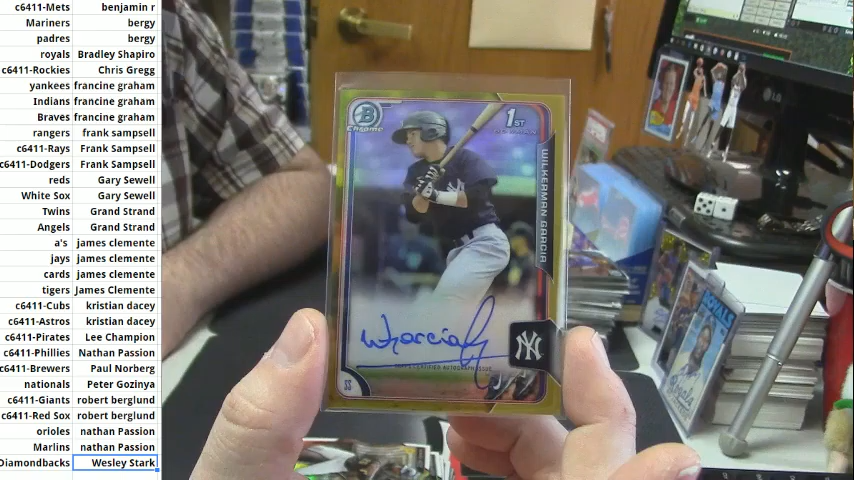 c6411-Mets benjamin r
Mariners bergy
padres bergy
royals Bradley Shapiro
c6411-Rockies Chris Gregg
yankees francine graham
Indians francine graham
Braves francine graham
rangers frank sampsell
c6411-Rays Frank Sampsell
c6411-Dodgers Frank Sampsell
reds Gary Sewell
White Sox Gary Sewell
Twins Grand Strand
Angels Grand Strand
a's james clemente
jays james clemente
cards james clemente
tigers James Clemente
c6411-Cubs kristian dacey
c6411-Astros kristian dacey
c6411-Pirates Lee Champion
c6411-Phillies Nathan Passion
c6411-Brewers Paul Norberg
nationals Peter Gozinya
c6411-Giants robert berglund
c6411-Red Sox robert berglund
orioles nathan Passion
Marlins nathan Passion
Diamondbacks Wesley Stark
B
Chrome
1ST
WILKERMAN GARCIA
NY
SS
LG
ROYALS